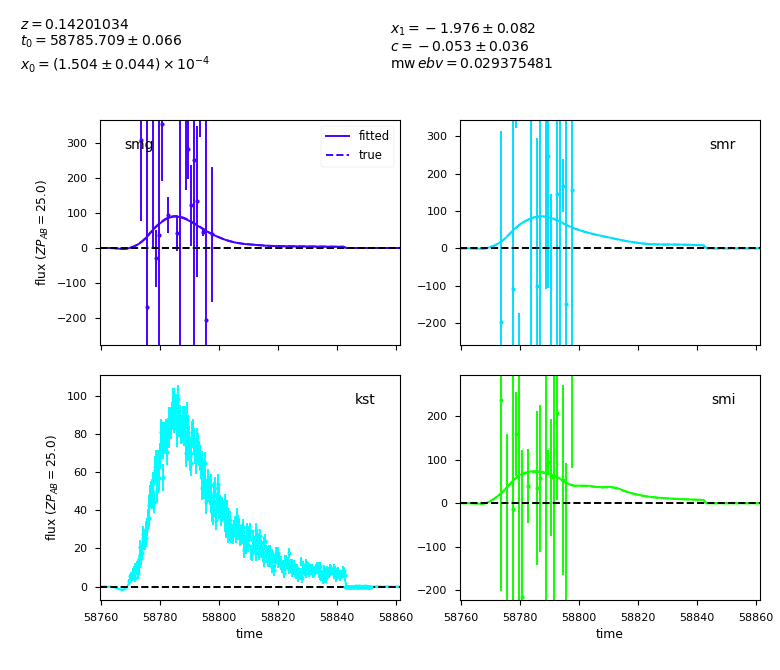 z = 0.14201034
t₀ = 58785.709 ± 0.066
x₀ = (1.504 ± 0.044) × 10⁻⁴
x₁ = −1.976 ± 0.082
c = −0.053 ± 0.036
mw ebv = 0.029375481
smg
fitted
true
300
200
100
0
−100
−200
flux (ZP_AB = 25.0)
smr
300
200
100
0
−100
−200
kst
100
80
60
40
20
0
flux (ZP_AB = 25.0)
58760 58780 58800 58820 58840 58860
time
smi
200
100
0
−100
−200
58760 58780 58800 58820 58840 58860
time